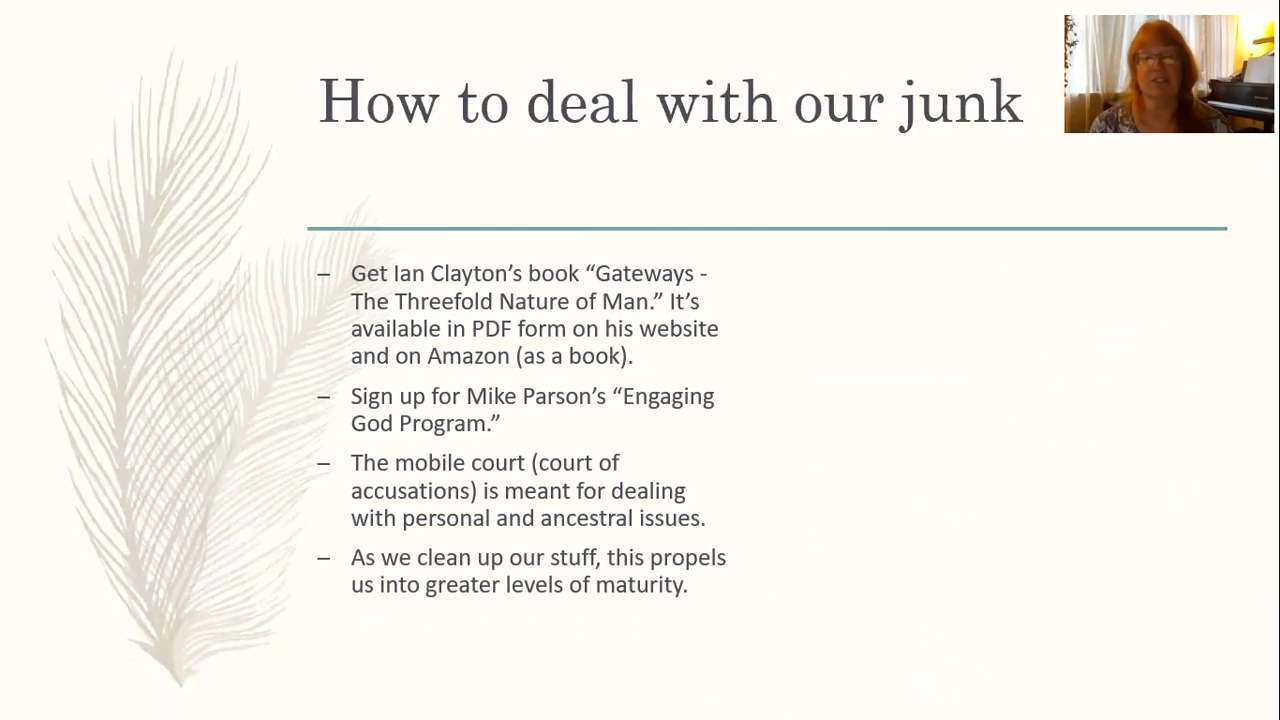 How to deal with our junk
– Get Ian Clayton’s book “Gateways -
The Threefold Nature of Man.” It’s
available in PDF form on his website
and on Amazon (as a book).
– Sign up for Mike Parson’s “Engaging
God Program.”
– The mobile court (court of
accusations) is meant for dealing
with personal and ancestral issues.
– As we clean up our stuff, this propels
us into greater levels of maturity.